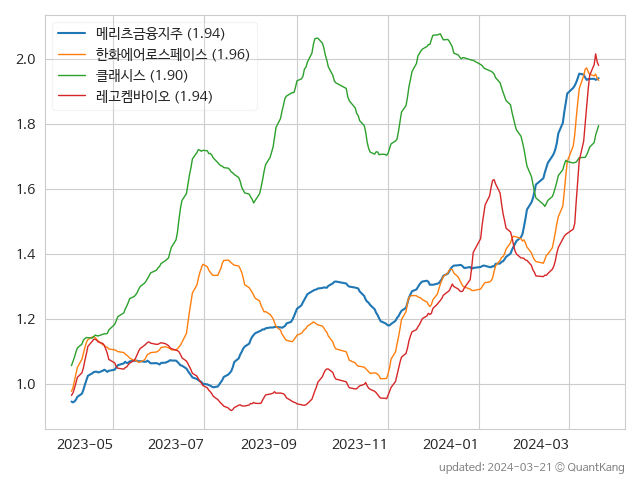 메리츠금융지주 (1.94)
한화에어로스페이스 (1.96)
클래시스 (1.90)
레고켐바이오 (1.94)
2.0
1.8
1.6
1.4
1.2
1.0
2023-05 2023-07 2023-09 2023-11 2024-01 2024-03
updated: 2024-03-21 © QuantKang